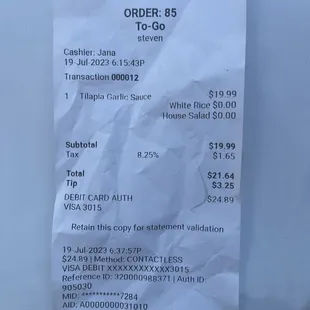 ORDER: 85
To-Go
steven
Cashier: Jana
19-Jul-2023 6:15:43P
Transaction 000012
1 Tilapia Garlic Sauce $19.99
White Rice $0.00
House Salad $0.00
Subtotal $19.99
Tax 8.25% $1.65
Total $21.64
Tip $3.25
DEBIT CARD AUTH $24.89
VISA 3015
Retain this copy for statement validation
19-Jul-2023 6:37:57P
$24.89 | Method: CONTACTLESS
VISA DEBIT XXXXXXXXXXXX3015
Reference ID: 320000988371 | Auth ID:
905030
MID: **********7284
AID: A0000000031010